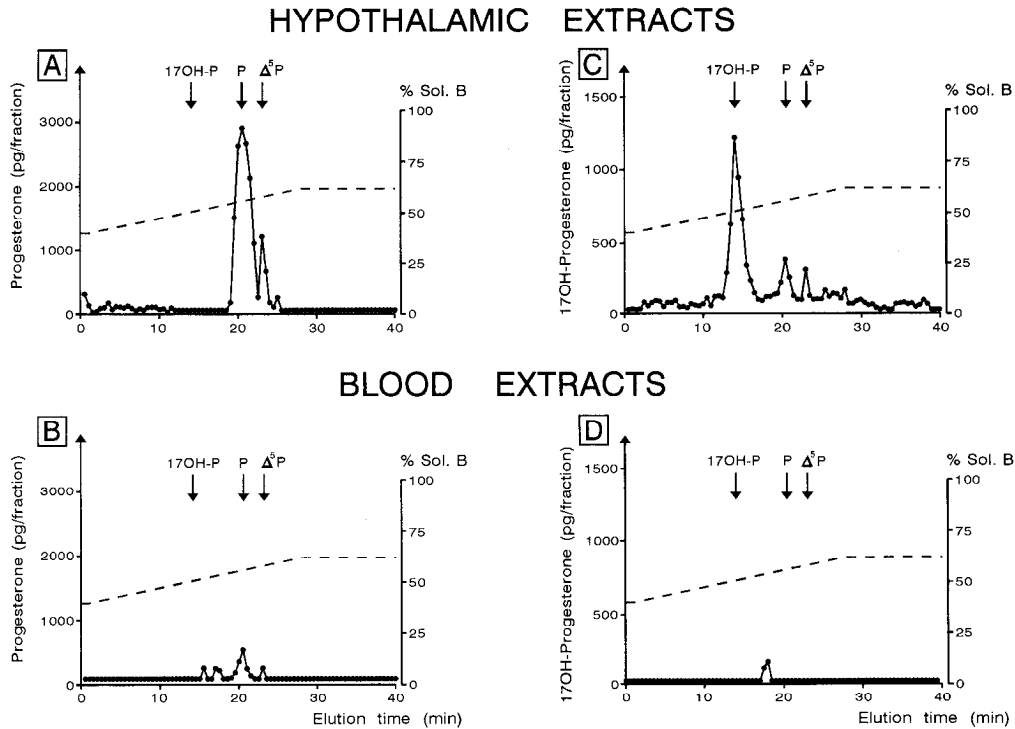 HYPOTHALAMIC EXTRACTS
A
17OH-P P Δ⁵P
% Sol. B
Progesterone (pg/fraction)
3000
2000
1000
0
100
75
50
25
0
0 10 20 30 40
C
17OH-P P Δ⁵P
% Sol. B
17OH-Progesterone (pg/fraction)
1500
1000
500
0
100
75
50
25
0
0 10 20 30 40
BLOOD EXTRACTS
B
17OH-P P Δ⁵P
% Sol. B
Progesterone (pg/fraction)
3000
2000
1000
0
100
75
50
25
0
0 10 20 30 40
Elution time (min)
D
17OH-P P Δ⁵P
% Sol. B
17OH-Progesterone (pg/fraction)
1500
1000
500
0
100
75
50
25
0
0 10 20 30 40
Elution time (min)